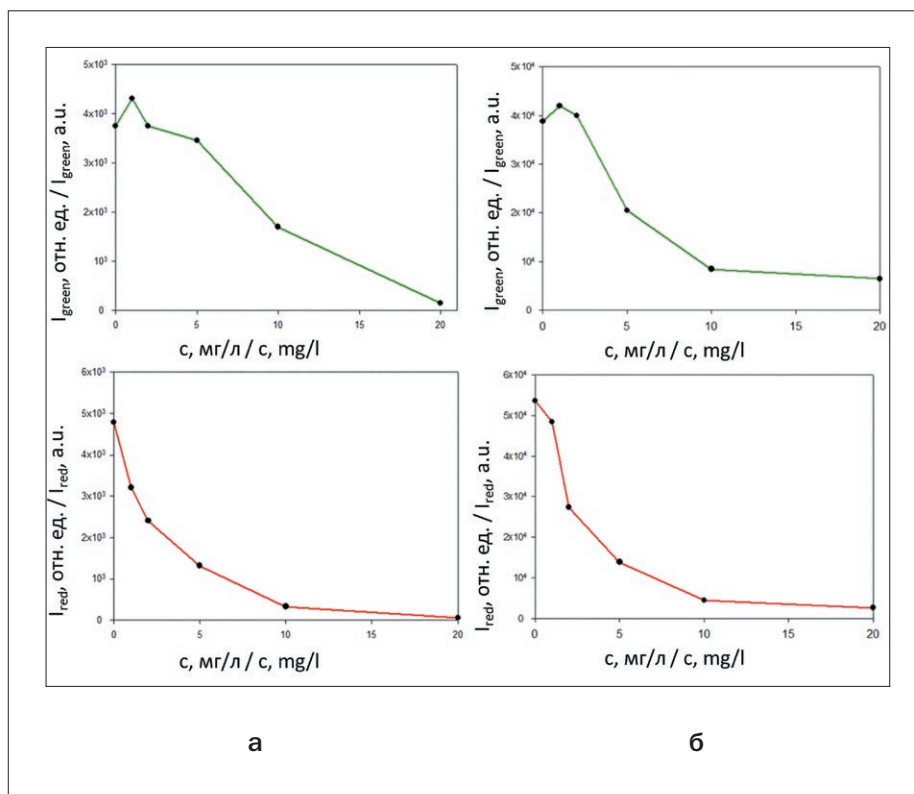 5x10³
4x10³
3x10³
2x10³
10³
0
I_green, отн. ед. / I_green, a.u.
0 5 10 15 20
с, мг/л / c, mg/l
5x10⁴
4x10⁴
3x10⁴
2x10⁴
10⁴
0
I_green, отн. ед. / I_green, a.u.
0 5 10 15 20
с, мг/л / c, mg/l
6x10³
5x10³
4x10³
3x10³
2x10³
10³
0
I_red, отн. ед. / I_red, a.u.
0 5 10 15 20
с, мг/л / c, mg/l
6x10⁴
5x10⁴
4x10⁴
3x10⁴
2x10⁴
10⁴
0
I_red, отн. ед. / I_red, a.u.
0 5 10 15 20
с, мг/л / c, mg/l
а
б